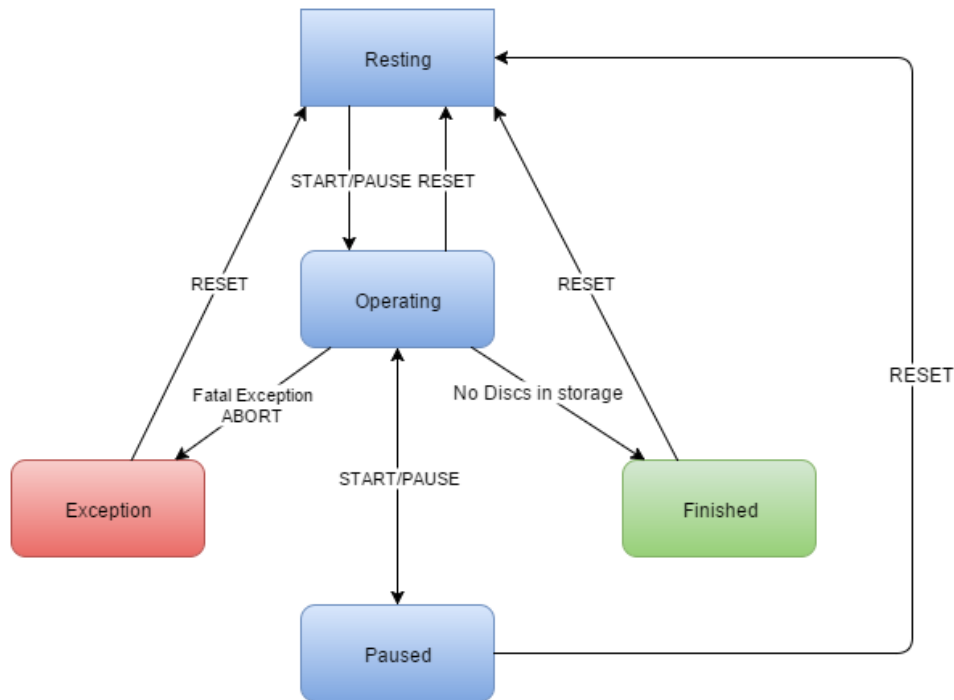 Resting
START/PAUSE
RESET
RESET
Operating
RESET
Fatal Exception
ABORT
No Discs in storage
RESET
START/PAUSE
Exception
Finished
Paused